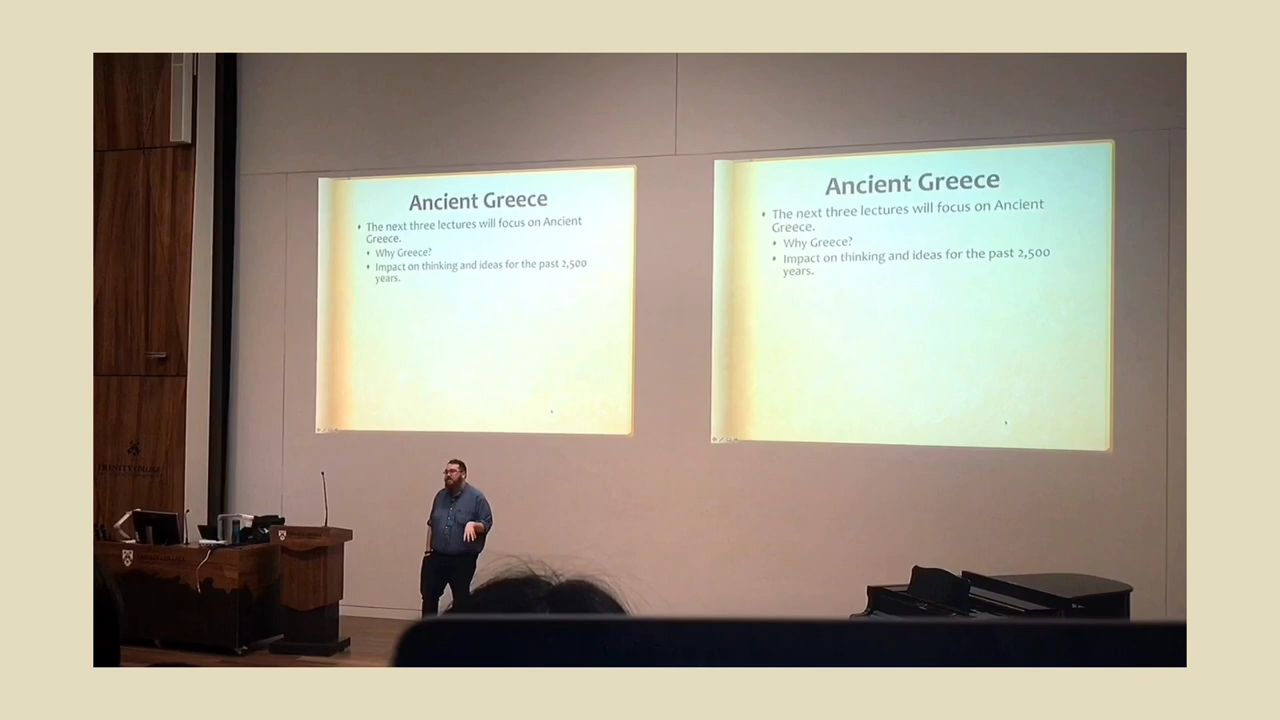 Ancient Greece
• The next three lectures will focus on Ancient
Greece.
• Why Greece?
• Impact on thinking and ideas for the past 2,500
years.
Ancient Greece
• The next three lectures will focus on Ancient
Greece.
• Why Greece?
• Impact on thinking and ideas for the past 2,500
years.
TRINITY COLLEGE